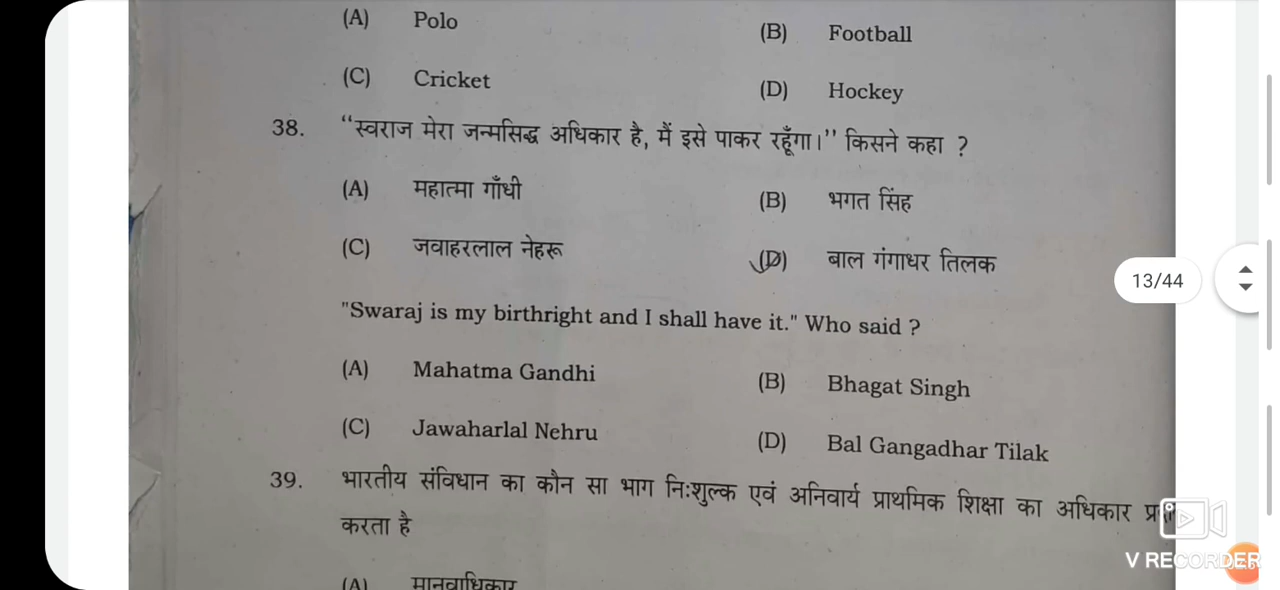 (A) Polo (B) Football
(C) Cricket (D) Hockey
38. “स्वराज मेरा जन्मसिद्ध अधिकार है, मैं इसे पाकर रहूँगा।” किसने कहा ?
(A) महात्मा गाँधी (B) भगत सिंह
(C) जवाहरलाल नेहरू (D) बाल गंगाधर तिलक
13/44
"Swaraj is my birthright and I shall have it." Who said ?
(A) Mahatma Gandhi (B) Bhagat Singh
(C) Jawaharlal Nehru (D) Bal Gangadhar Tilak
39. भारतीय संविधान का कौन सा भाग निःशुल्क एवं अनिवार्य प्राथमिक शिक्षा का अधिकार
करता है
(A) मानवाधिकार
V RECORDER